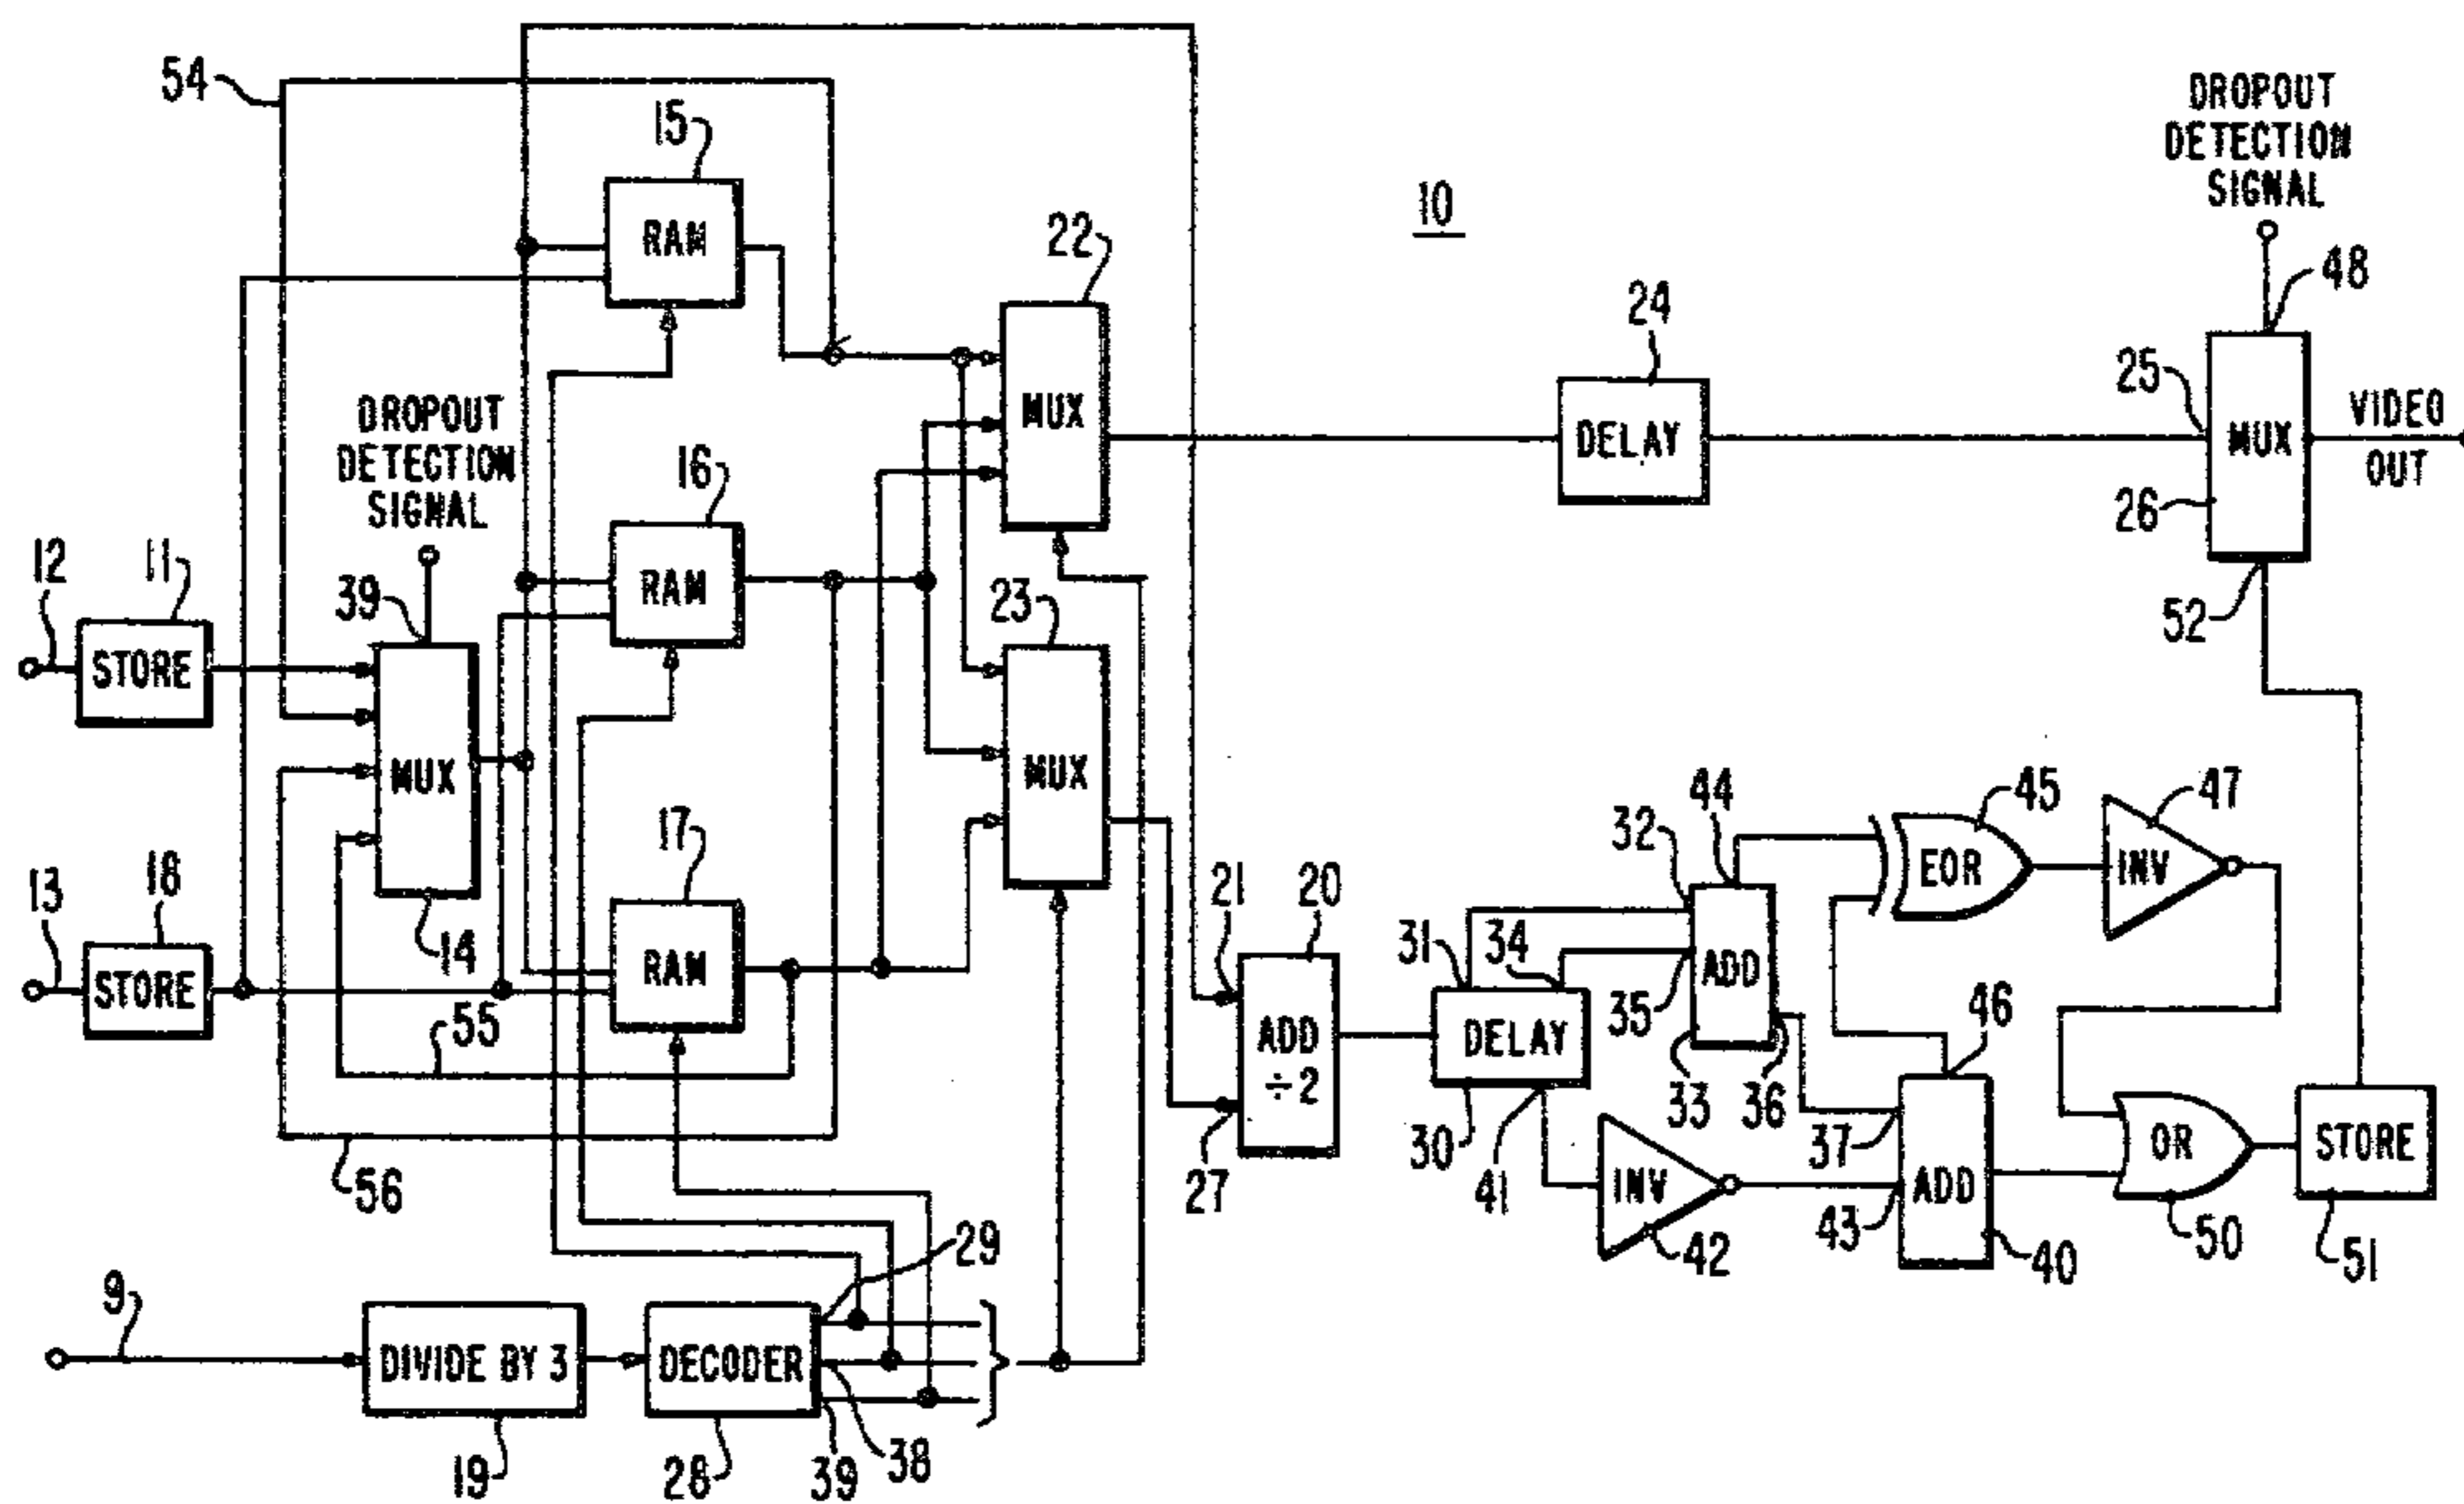 54
15
RAM
10
22
MUX
24
DELAY
DROPOUT
DETECTION
SIGNAL
48
25
MUX
26
VIDEO
OUT
52
DROPOUT
DETECTION
SIGNAL
39
16
RAM
23
MUX
12
11
STORE
MUX
14
13
18
STORE
17
RAM
55
56
21
20
ADD
÷2
27
31
34
DELAY
30
41
32
44
35
ADD
33
36
EOR
45
INV
47
46
37
INV
42
43
ADD
40
OR
50
STORE
51
9
DIVIDE BY 3
19
DECODER
28
29
38
39